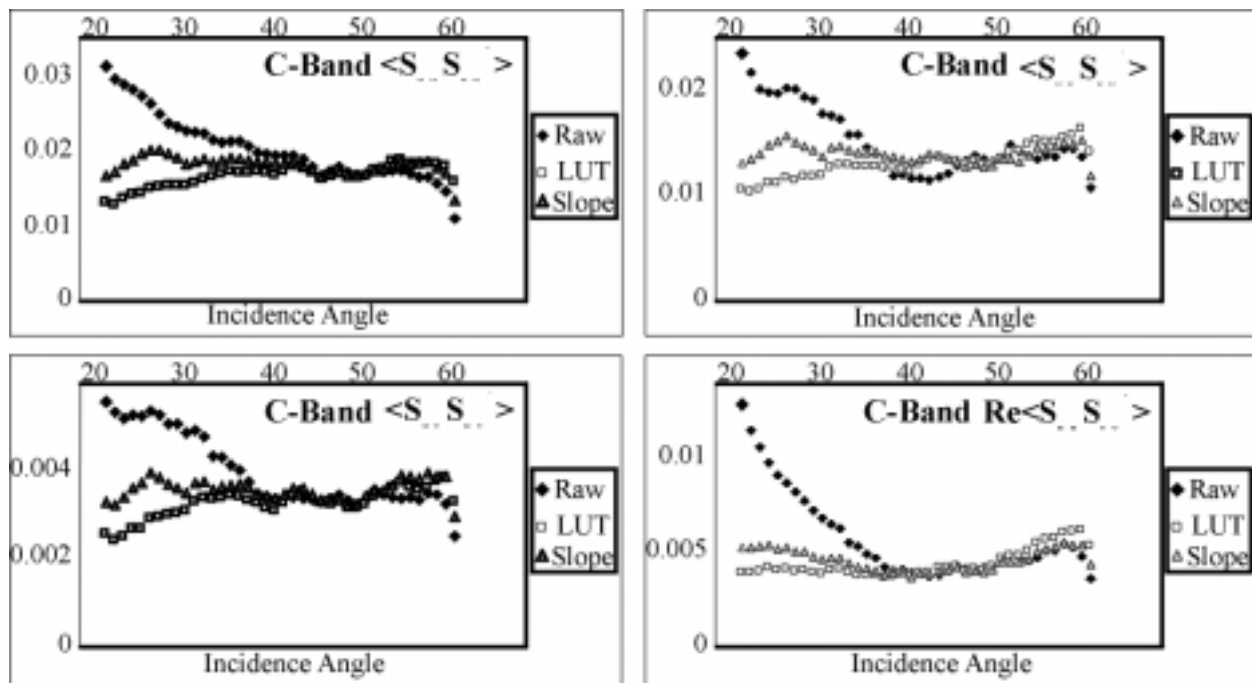 20 30 40 50 60
C-Band <S S >
0.03
0.02
0.01
0
Incidence Angle
Raw
LUT
Slope
20 30 40 50 60
C-Band <S S >
0.02
0.01
0
Incidence Angle
Raw
LUT
Slope
20 30 40 50 60
C-Band <S S >
0.004
0.002
0
Incidence Angle
Raw
LUT
Slope
20 30 40 50 60
C-Band Re<S S >
0.01
0.005
0
Incidence Angle
Raw
LUT
Slope